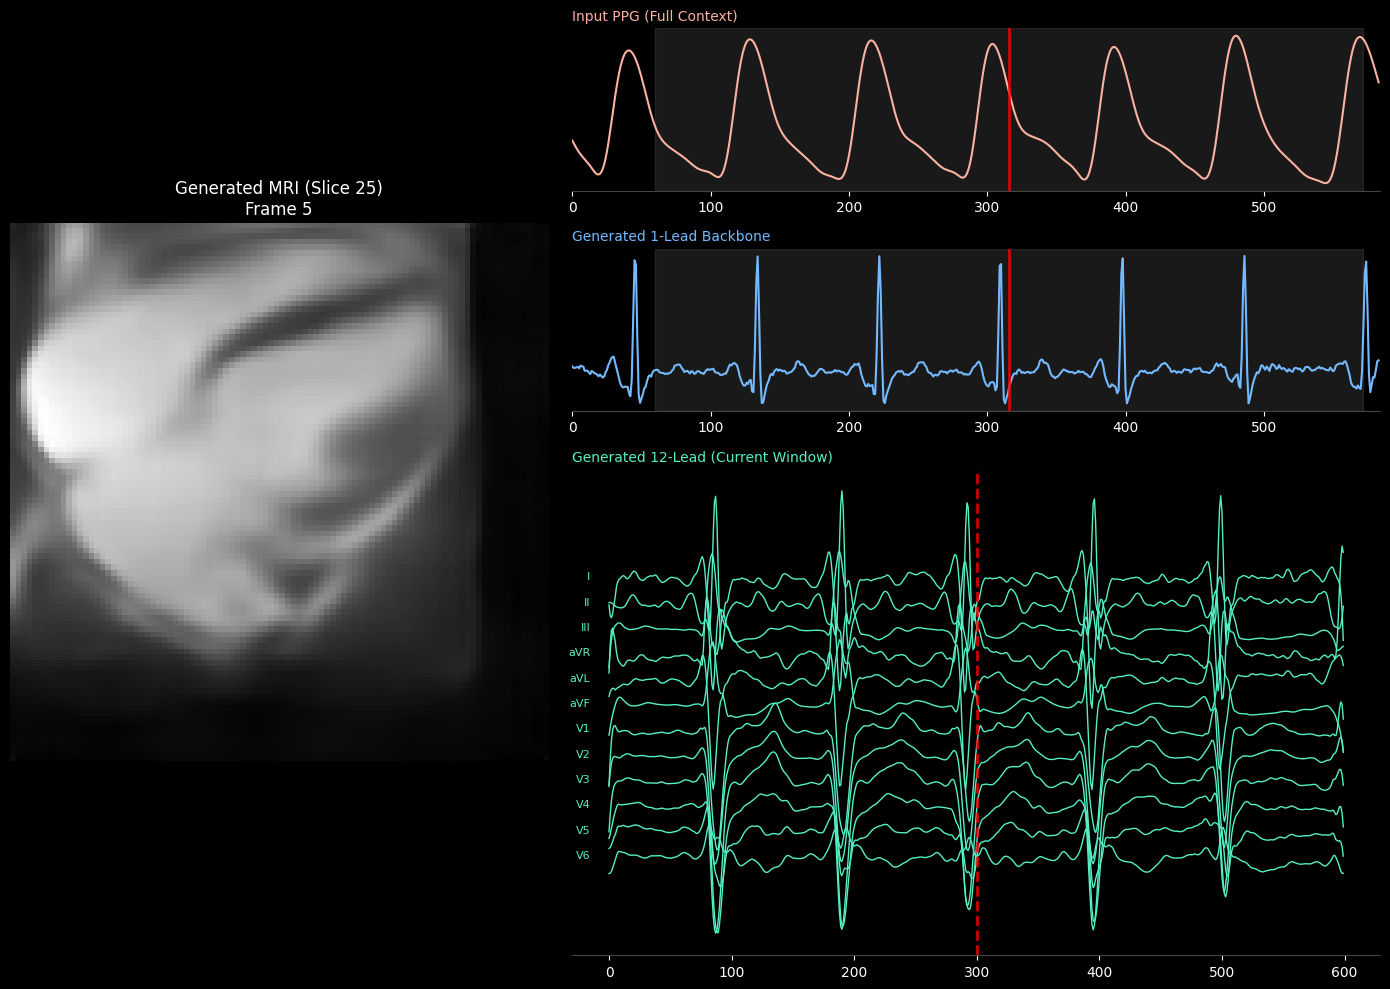 Generated MRI (Slice 25)
Frame 5
Input PPG (Full Context)
0 100 200 300 400 500
Generated 1-Lead Backbone
0 100 200 300 400 500
Generated 12-Lead (Current Window)
I
II
III
aVR
aVL
aVF
V1
V2
V3
V4
V5
V6
0 100 200 300 400 500 600